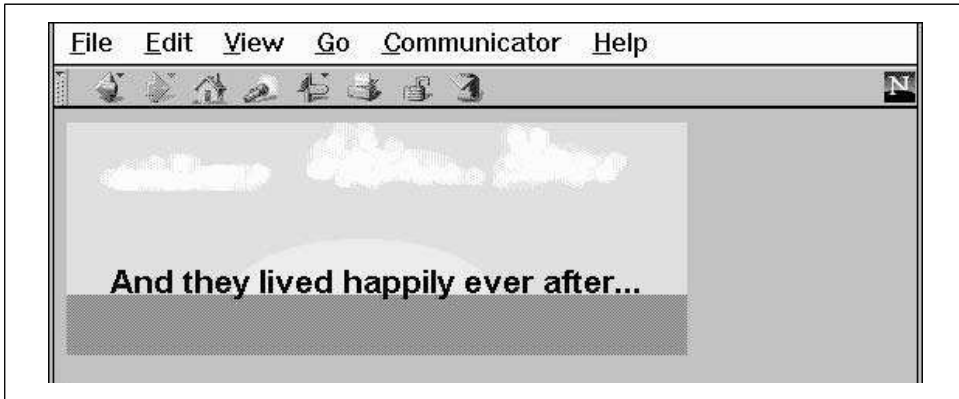 File Edit View Go Communicator Help
N
And they lived happily ever after...